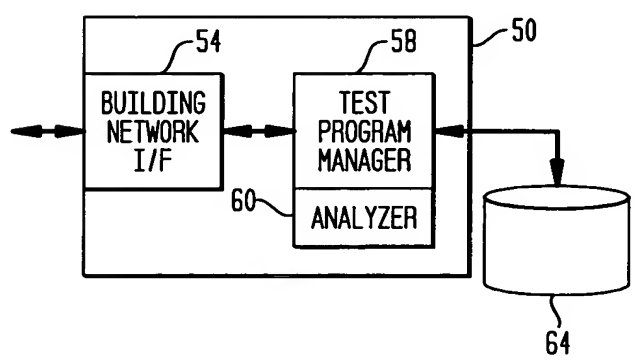 54
58
50
BUILDING
NETWORK
I/F
TEST
PROGRAM
MANAGER
60
ANALYZER
64